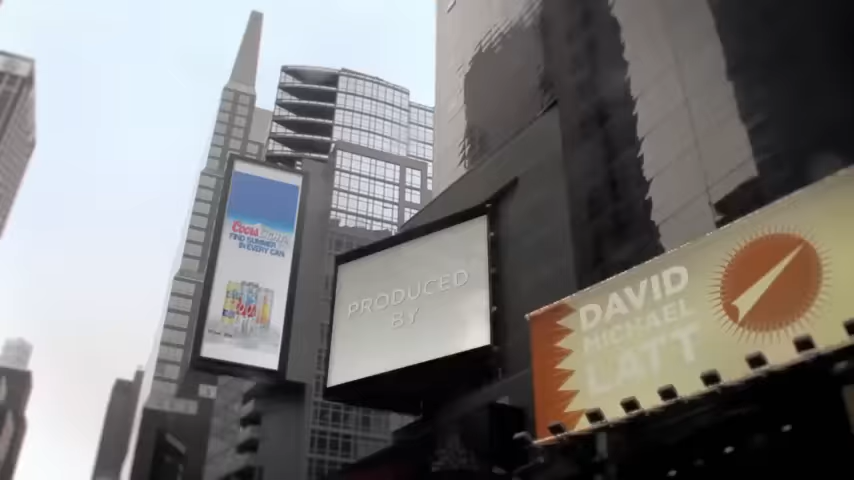 Coors LIGHT
FIND SUMMER
IN EVERY CAN.
PRODUCED
BY
DAVID
MICHAEL
LATT